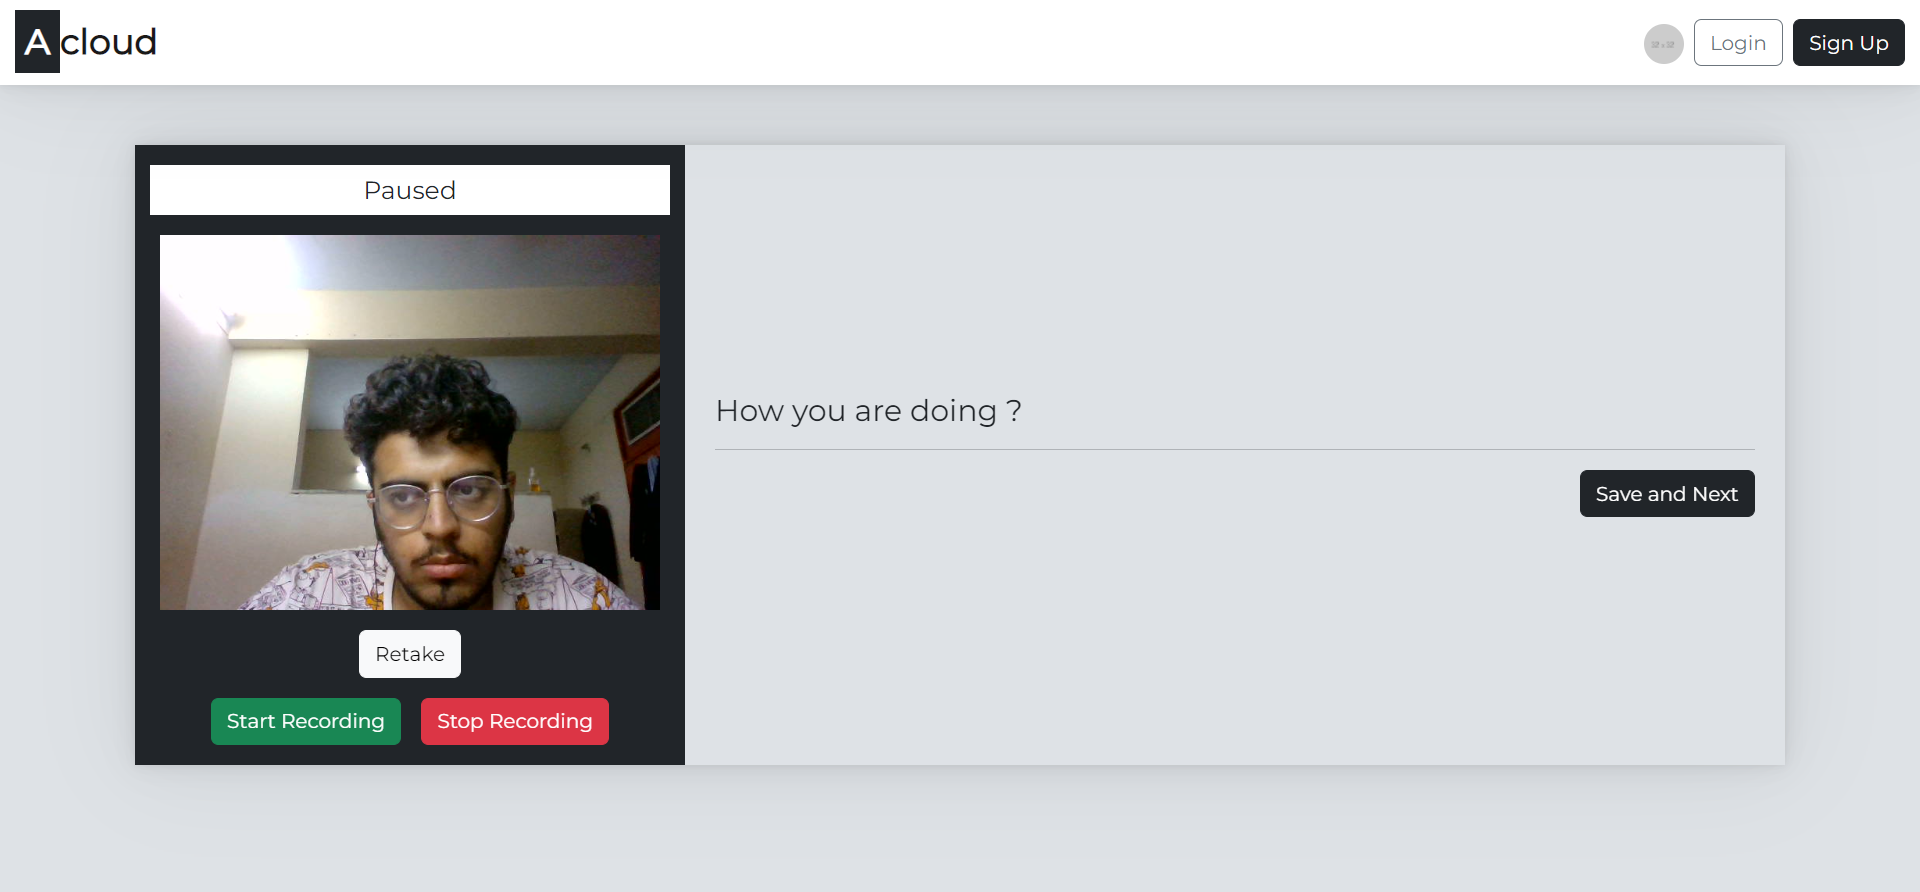 Acloud
Login
Sign Up
Paused
How you are doing ?
Save and Next
Retake
Start Recording
Stop Recording